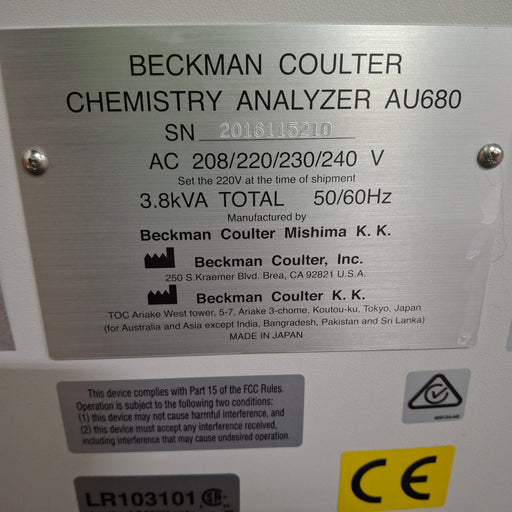 BECKMAN COULTER
CHEMISTRY ANALYZER AU680
SN 2016115210
AC 208/220/230/240 V
Set the 220V at the time of shipment
3.8kVA TOTAL 50/60Hz
Manufactured by
Beckman Coulter Mishima K. K.
Beckman Coulter, Inc.
250 S.Kraemer Blvd. Brea, CA 92821 U.S.A.
Beckman Coulter K. K.
TOC Ariake West tower, 5-7, Ariake 3-chome, Koutou-ku, Tokyo, Japan
(for Australia and Asia except India, Bangladesh, Pakistan and Sri Lanka)
MADE IN JAPAN
This device complies with Part 15 of the FCC Rules.
Operation is subject to the following two conditions:
(1) this device may not cause harmful interference, and
(2) this device must accept any interference received,
including interference that may cause undesired operation.
LR103101
CE